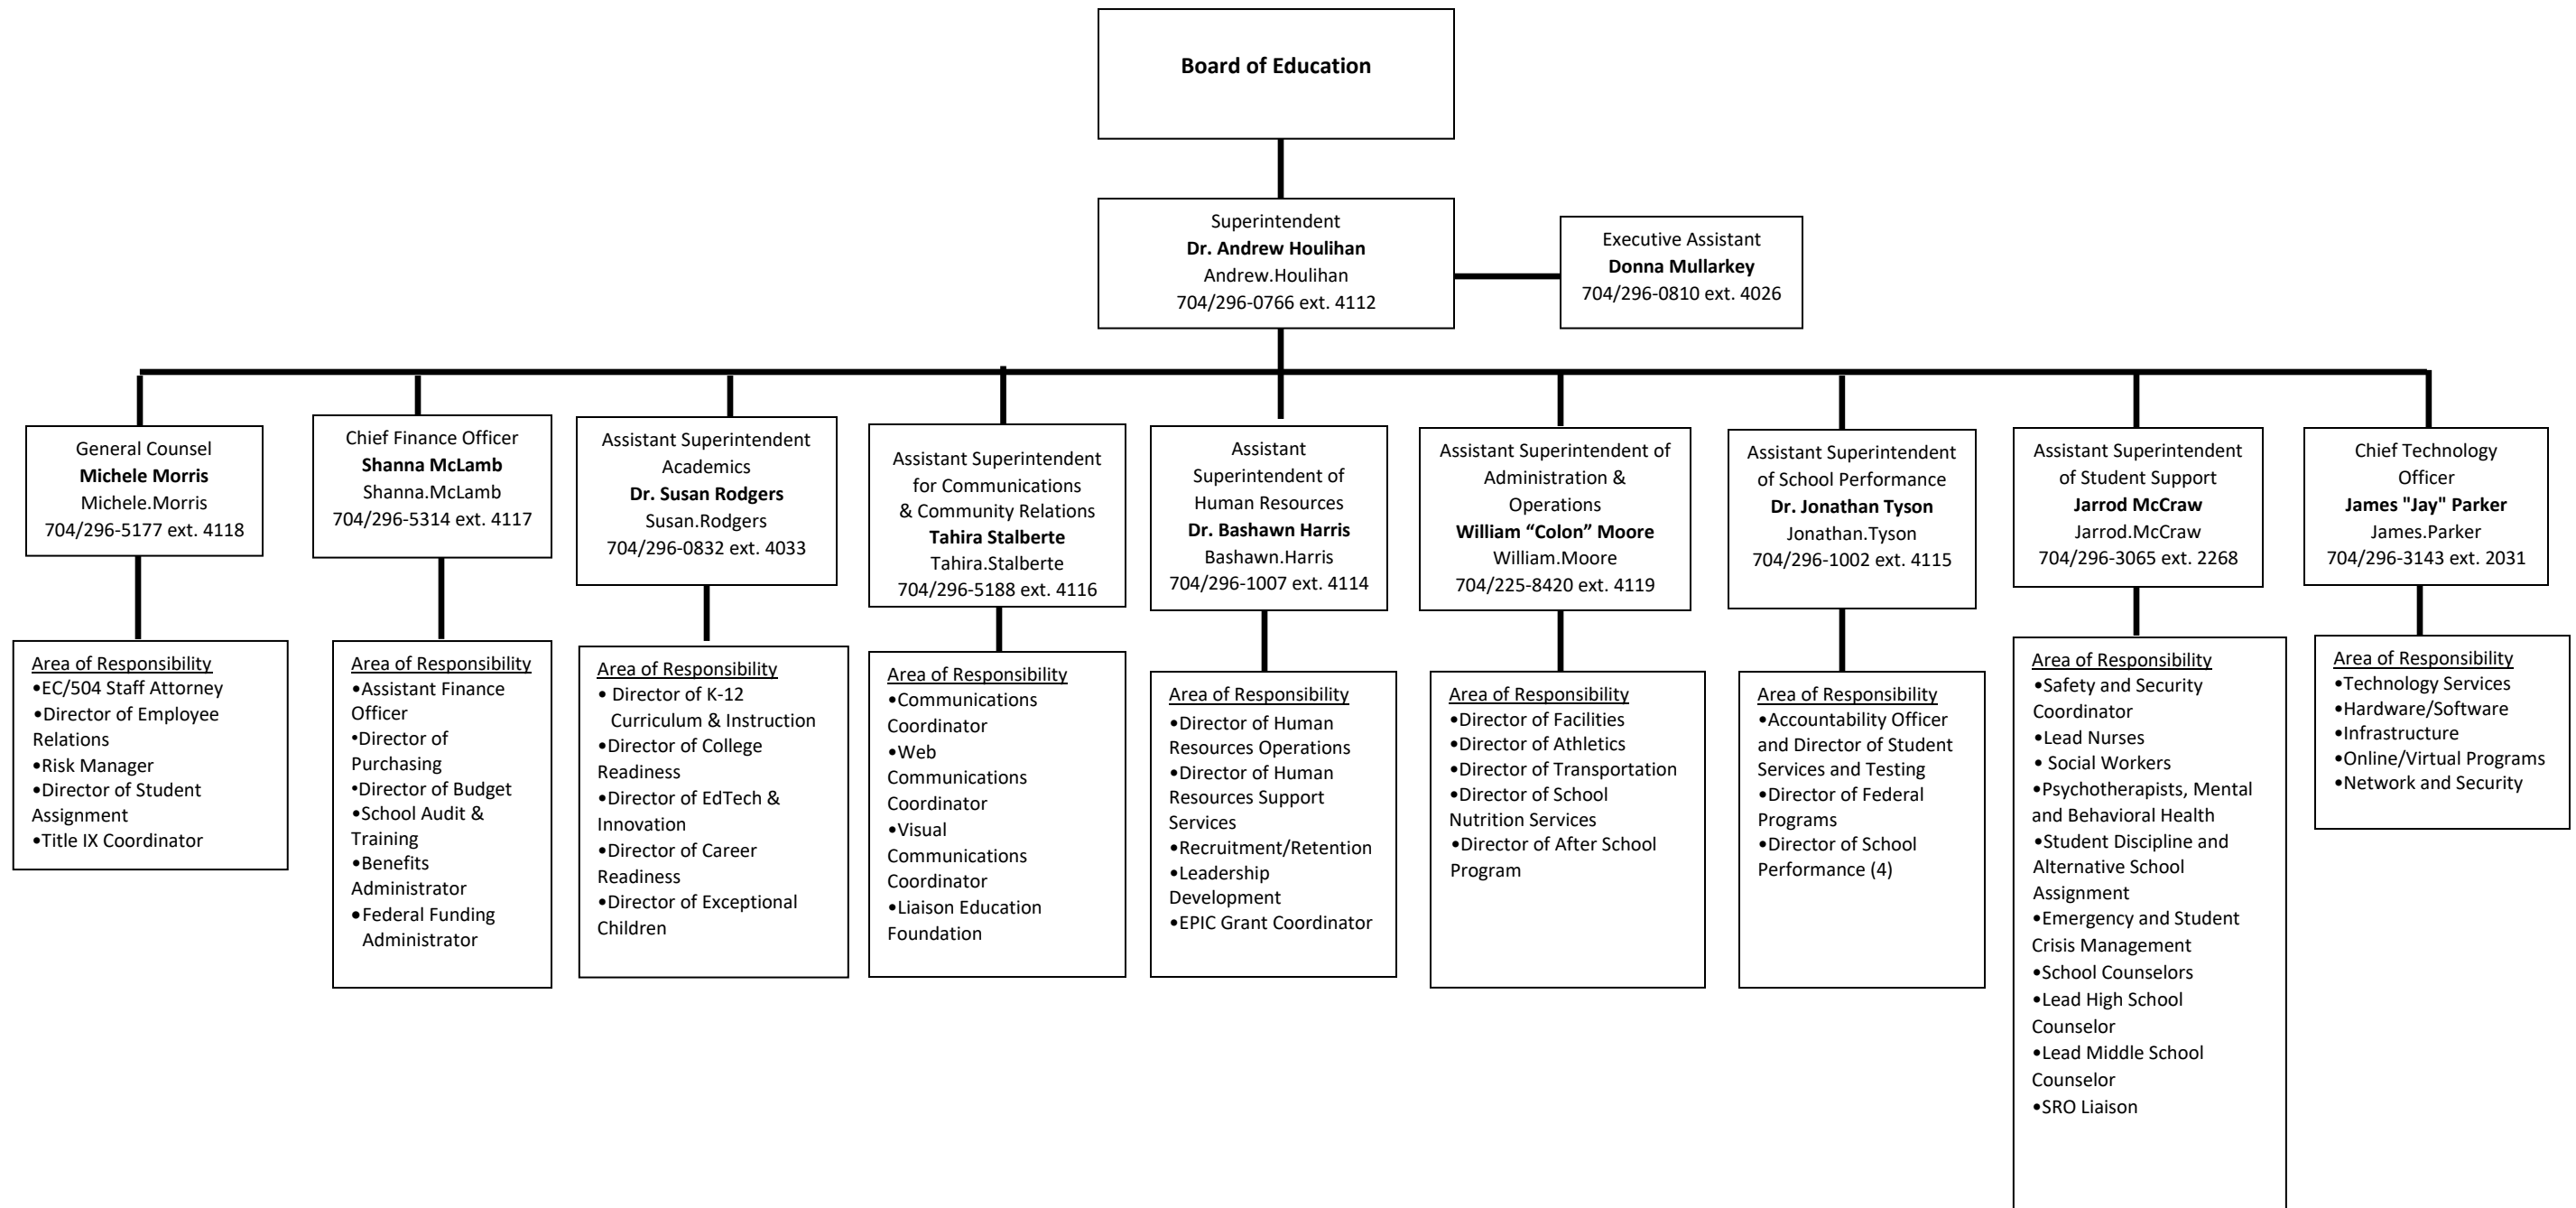 Board of Education
Superintendent
Dr. Andrew Houlihan
Andrew.Houlihan
704/296-0766 ext. 4112
Executive Assistant
Donna Mullarkey
704/296-0810 ext. 4026
General Counsel
Michele Morris
Michele.Morris
704/296-5177 ext. 4118
Chief Finance Officer
Shanna McLamb
Shanna.McLamb
704/296-5314 ext. 4117
Assistant Superintendent
Academics
Dr. Susan Rodgers
Susan.Rodgers
704/296-0832 ext. 4033
Assistant Superintendent
for Communications
& Community Relations
Tahira Stalberte
Tahira.Stalberte
704/296-5188 ext. 4116
Assistant
Superintendent of
Human Resources
Dr. Bashawn Harris
Bashawn.Harris
704/296-1007 ext. 4114
Assistant Superintendent of
Administration &
Operations
William “Colon” Moore
William.Moore
704/225-8420 ext. 4119
Assistant Superintendent
of School Performance
Dr. Jonathan Tyson
Jonathan.Tyson
704/296-1002 ext. 4115
Assistant Superintendent
of Student Support
Jarrod McCraw
Jarrod.McCraw
704/296-3065 ext. 2268
Chief Technology
Officer
James "Jay" Parker
James.Parker
704/296-3143 ext. 2031
Area of Responsibility
•EC/504 Staff Attorney
•Director of Employee
Relations
•Risk Manager
•Director of Student
Assignment
•Title IX Coordinator
Area of Responsibility
•Assistant Finance
Officer
•Director of
Purchasing
•Director of Budget
•School Audit &
Training
•Benefits
Administrator
•Federal Funding
Administrator
Area of Responsibility
• Director of K-12
Curriculum & Instruction
•Director of College
Readiness
•Director of EdTech &
Innovation
•Director of Career
Readiness
•Director of Exceptional
Children
Area of Responsibility
•Communications
Coordinator
•Web
Communications
Coordinator
•Visual
Communications
Coordinator
•Liaison Education
Foundation
Area of Responsibility
•Director of Human
Resources Operations
•Director of Human
Resources Support
Services
•Recruitment/Retention
•Leadership
Development
•EPIC Grant Coordinator
Area of Responsibility
•Director of Facilities
•Director of Athletics
•Director of Transportation
•Director of School
Nutrition Services
•Director of After School
Program
Area of Responsibility
•Accountability Officer
and Director of Student
Services and Testing
•Director of Federal
Programs
•Director of School
Performance (4)
Area of Responsibility
•Safety and Security
Coordinator
•Lead Nurses
• Social Workers
•Psychotherapists, Mental
and Behavioral Health
•Student Discipline and
Alternative School
Assignment
•Emergency and Student
Crisis Management
•School Counselors
•Lead High School
Counselor
•Lead Middle School
Counselor
•SRO Liaison
Area of Responsibility
•Technology Services
•Hardware/Software
•Infrastructure
•Online/Virtual Programs
•Network and Security